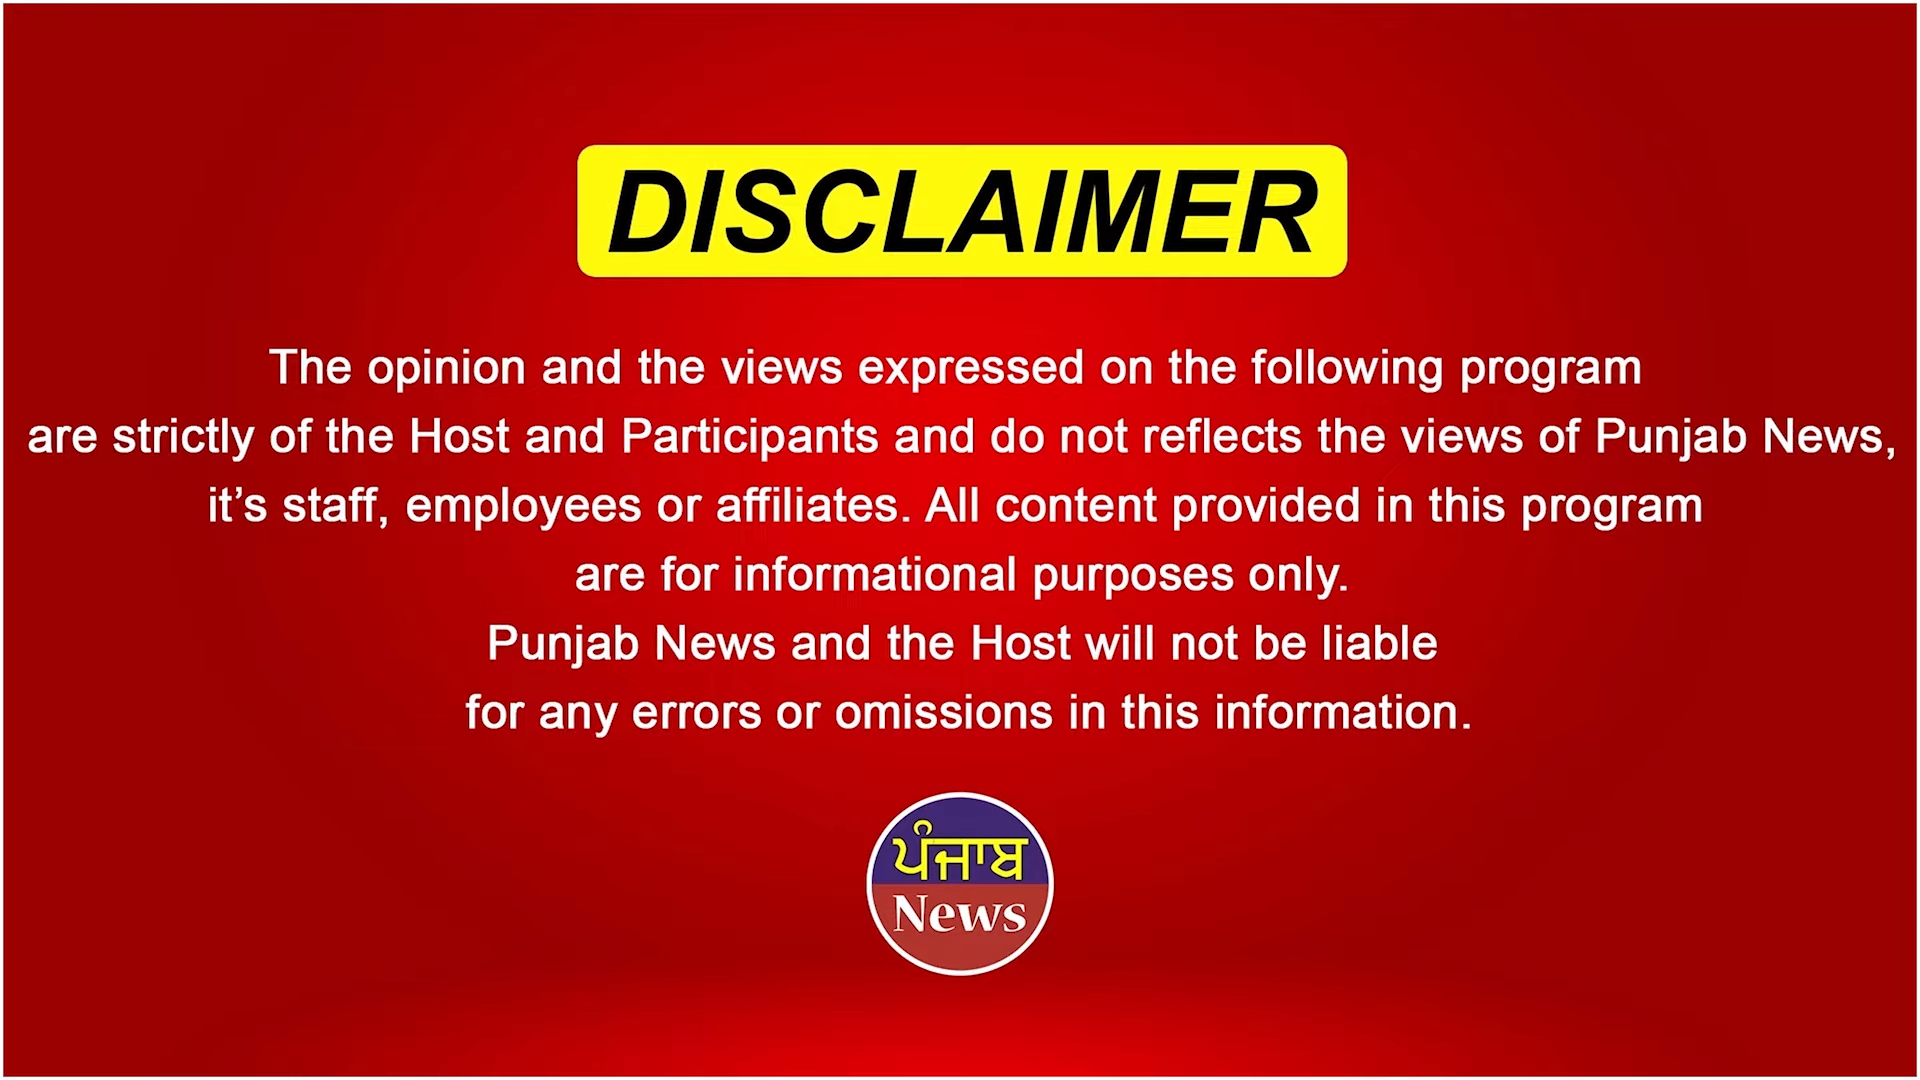 DISCLAIMER
The opinion and the views expressed on the following program
are strictly of the Host and Participants and do not reflects the views of Punjab News,
it’s staff, employees or affiliates. All content provided in this program
are for informational purposes only.
Punjab News and the Host will not be liable
for any errors or omissions in this information.
ਪੰਜਾਬ
News